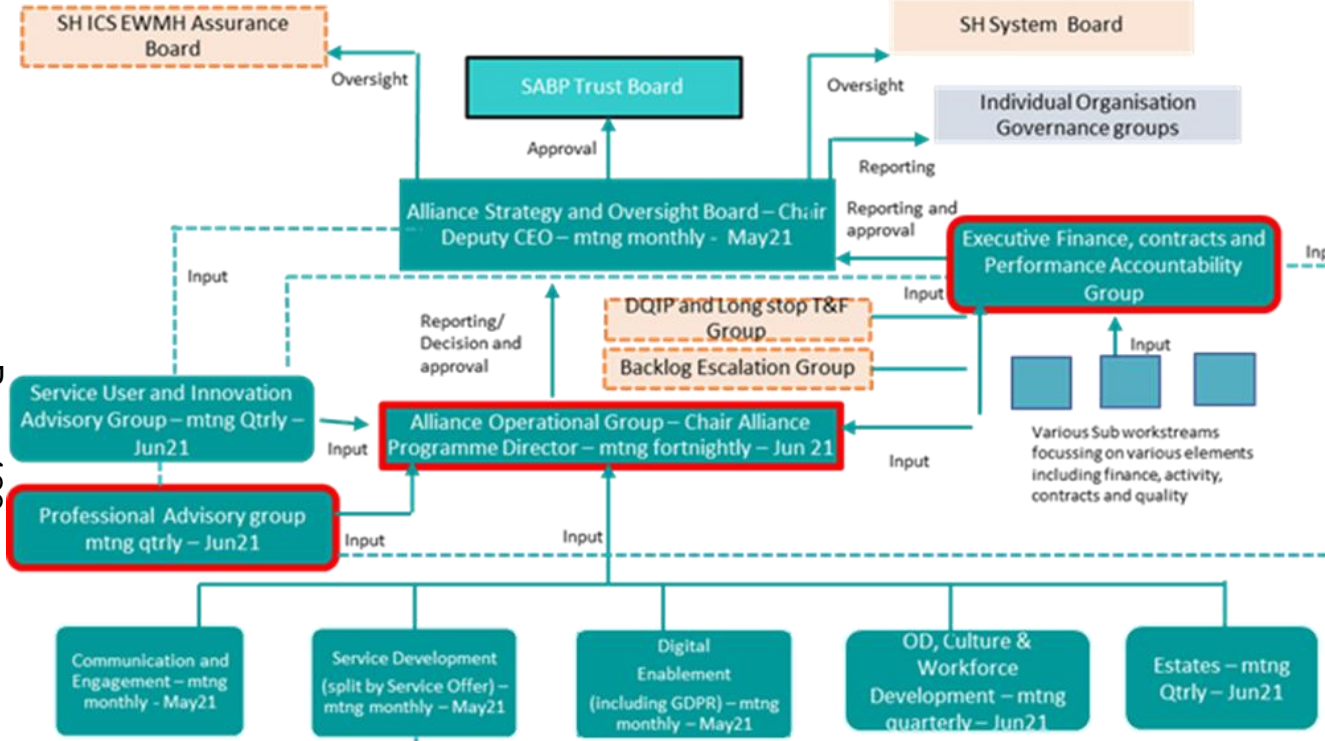 SH ICS EWMH Assurance
Board
SH System Board
Oversight
SABP Trust Board
Oversight
Individual Organisation
Governance groups
Approval
Reporting
Alliance Strategy and Oversight Board – Chair
Deputy CEO – mtng monthly - May21
Reporting and
approval
Executive Finance, contracts and
Performance Accountability
Group
Input
Input
DQIP and Long stop T&F
Group
Reporting/
Decision and
approval
Backlog Escalation Group
Input
Service User and Innovation
Advisory Group – mtng Qtrly –
Jun21
Input
Alliance Operational Group – Chair Alliance
Programme Director – mtng fortnightly – Jun 21
Input
Various Sub workstreams
focussing on various elements
including finance, activity,
contracts and quality
Professional Advisory group
mtng qtrly – Jun21
Input
Input
Communication and
Engagement – mtng
monthly - May21
Service Development
(split by Service Offer) –
mtng monthly – May21
Digital
Enablement
(including GDPR) – mtng
monthly – May21
OD, Culture &
Workforce
Development – mtng
quarterly – Jun21
Estates – mtng
Qtrly – Jun21